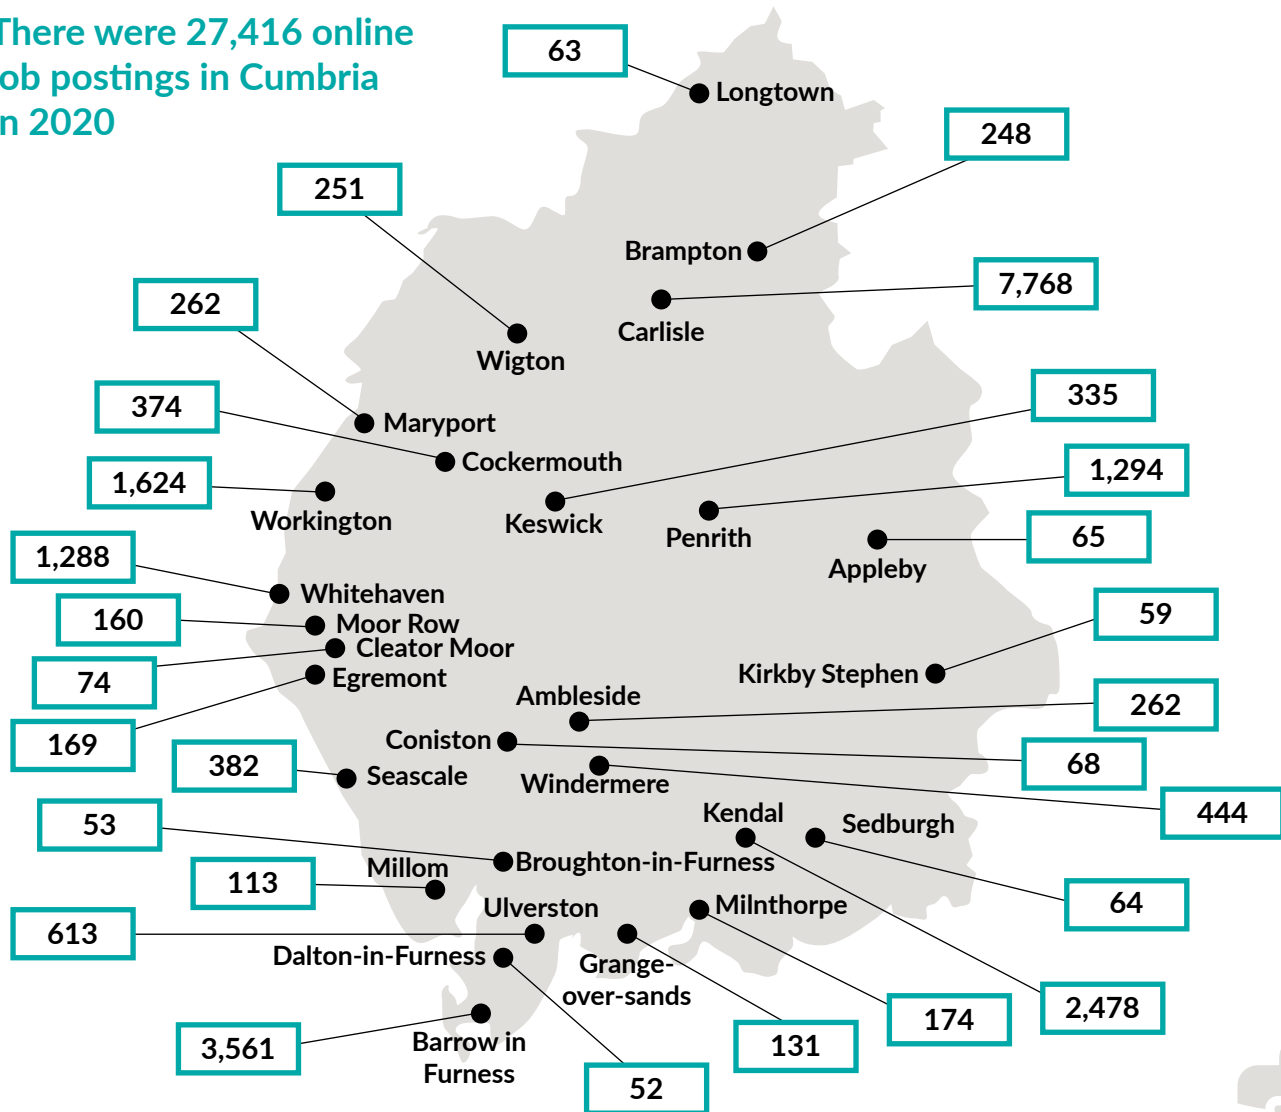 There were 27,416 online
ob postings in Cumbria
n 2020
63
Longtown
248
251
Brampton
7,768
262
Carlisle
Wigton
335
374
Maryport
Cockermouth
1,294
1,624
Workington
Keswick
Penrith
65
Appleby
1,288
Whitehaven
59
160
Moor Row
Cleator Moor
74
Egremont
Kirkby Stephen
Ambleside
262
169
Coniston
68
382
Seascale
Windermere
444
53
Kendal
Sedburgh
Broughton-in-Furness
113
Millom
64
Ulverston
Milnthorpe
613
Dalton-in-Furness
Grange-
over-sands
2,478
174
3,561
Barrow in
Furness
131
52